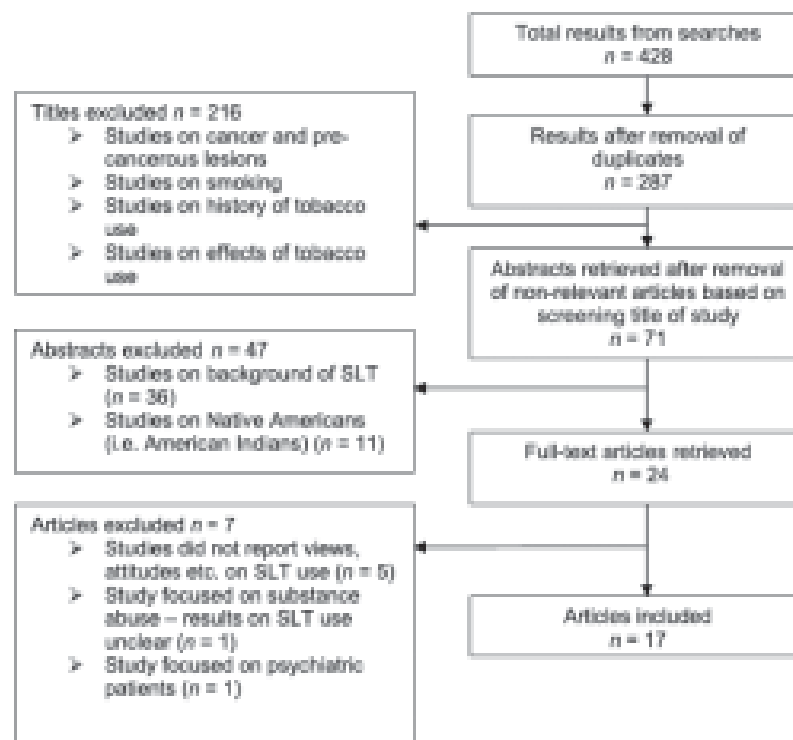 Total results from searches
n = 428
Titles excluded n = 216
➢ Studies on cancer and pre-
cancerous lesions
➢ Studies on smoking
➢ Studies on history of tobacco
use
➢ Studies on effects of tobacco
use
Results after removal of
duplicates
n = 287
Abstracts retrieved after removal
of non-relevant articles based on
screening title of study
n = 71
Abstracts excluded n = 47
➢ Studies on background of SLT
(n = 36)
➢ Studies on Native Americans
(i.e. American Indians) (n = 11)
Full-text articles retrieved
n = 24
Articles excluded n = 7
➢ Studies did not report views,
attitudes etc. on SLT use (n = 5)
➢ Study focused on substance
abuse – results on SLT use
unclear (n = 1)
➢ Study focused on psychiatric
patients (n = 1)
Articles included
n = 17